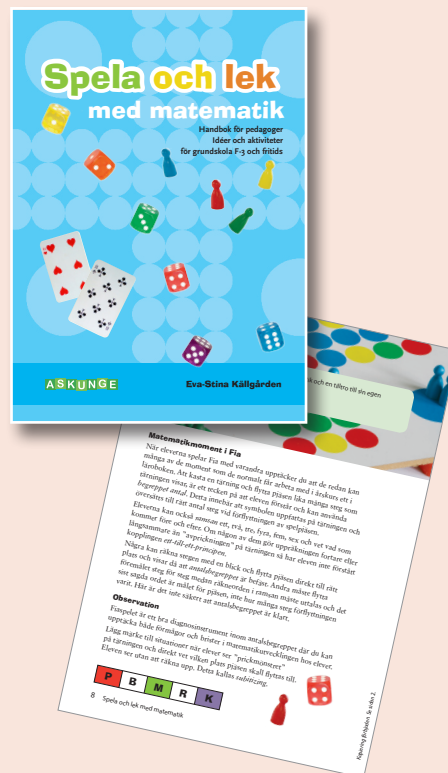 Spela och lek
med matematik
Handbok för pedagoger
Idéer och aktiviteter
för grundskola F-3 och fritids
ASKUNGE
Eva-Stina Källgården
k och en tilltro till sin egen
Matematikmoment i Fia
När eleverna spelar Fia med varandra upptäcker du att de redan kan
många av de moment som de normalt får arbeta med i årskurs ett i
läroboken. Att kasta en tärning och flytta pjäsen lika många steg som
tärningen visar, är ett tecken på att eleven förstår och kan använda
begreppet antal. Detta innebär att symbolen uppfattas på tärningen och
översätts till rätt antal steg vid förflyttningen av spelpjäsen.
Eleverna kan också ramsan ett, två, tre, fyra, fem, sex och vet vad som
kommer före och efter. Om någon av dem gör uppräkningen fortare eller
långsammare än "avprickningen" på tärningen så har eleven inte förstått
kopplingen ett-till-ett-principen.
Några kan räkna stegen med en blick och flytta pjäsen direkt till rätt
plats och visar då att antalsbegreppet är befäst. Andra måste flytta
föremålet steg för steg medan räkneorden i ramsan måste uttalas och det
sist sagda ordet är målet för pjäsen, inte hur många steg förflyttningen
varit. Här är det inte säkert att antalsbegreppet är klart.
Observation
Fiaspelet är ett bra diagnosinstrument inom antalsbegreppet där du kan
upptäcka både förmågor och brister i matematikutvecklingen hos elever.
Lägg märke till situationer när elever ser "prickmönstret"
på tärningen och direkt vet vilken plats pjäsen skall flyttas till.
Eleven ser utan att räkna upp. Detta kallas subitizing.
P B M R K
8 Spela och lek med matematik
Kopiering förbjuden. Se sidan 2.